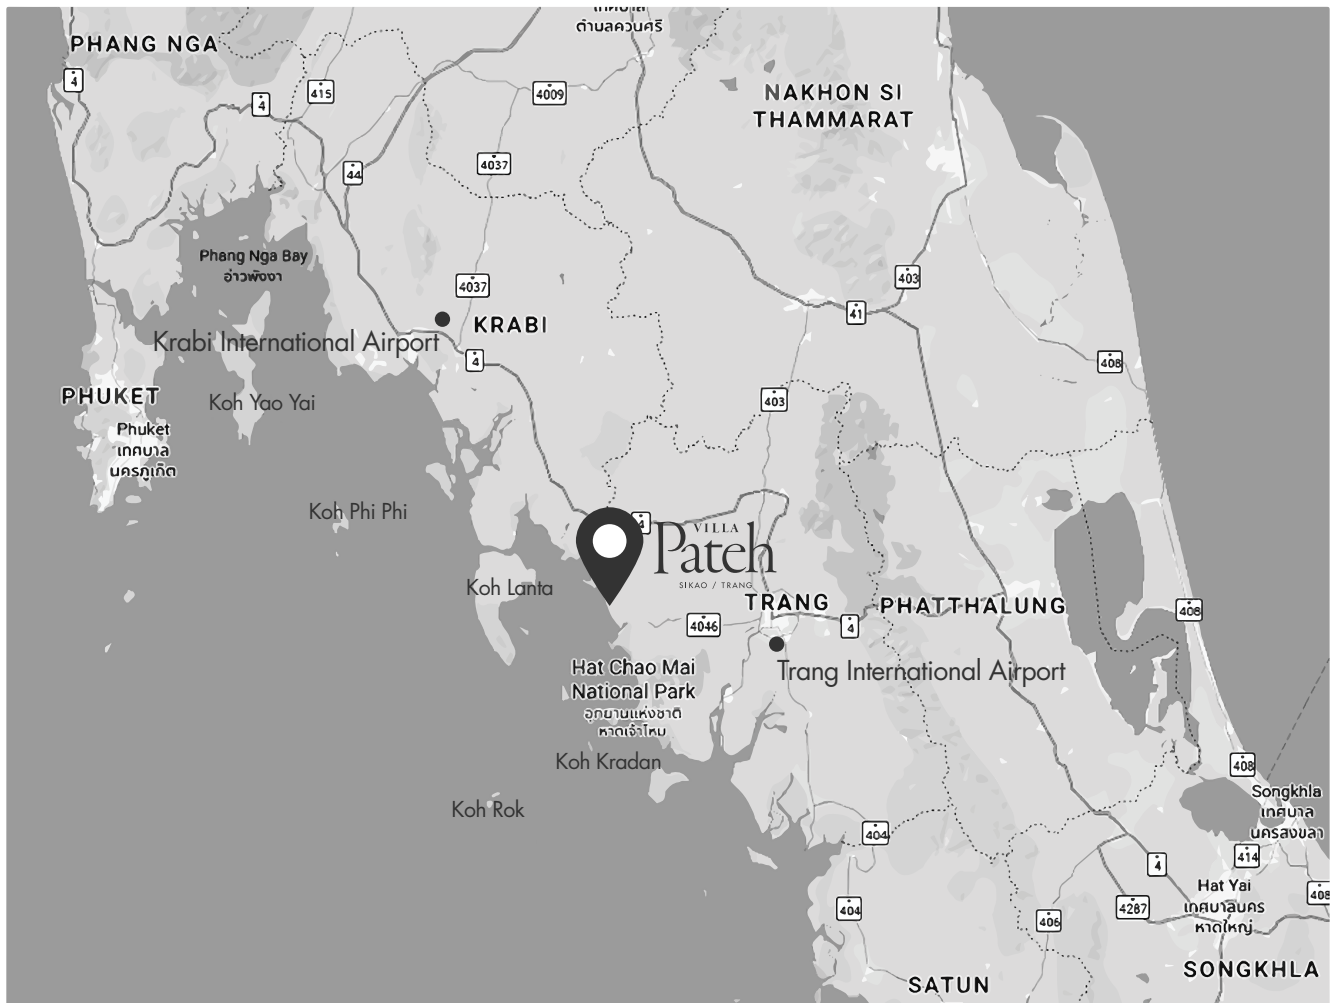 เทศบาล
ตำบลควนศรี
PHANG NGA
4
415
4
4009
NAKHON SI
THAMMARAT
4037
44
Phang Nga Bay
อ่าวพังงา
403
4037
41
KRABI
Krabi International Airport
4
408
PHUKET
Koh Yao Yai
403
Phuket
เทศบาล
นครภูเก็ต
Koh Phi Phi
4
VILLA
Pateh
SIKAO / TRANG
Koh Lanta
TRANG
PHATTHALUNG
408
4046
4
Hat Chao Mai
National Park
อุทยานแห่งชาติ
หาดเจ้าไหม
Trang International Airport
Koh Kradan
408
Songkhla
เทศบาล
นครสงขลา
Koh Rok
404
414
4
Hat Yai
เทศบาลนคร
หาดใหญ่
408
404
406
4287
SATUN
SONGKHLA